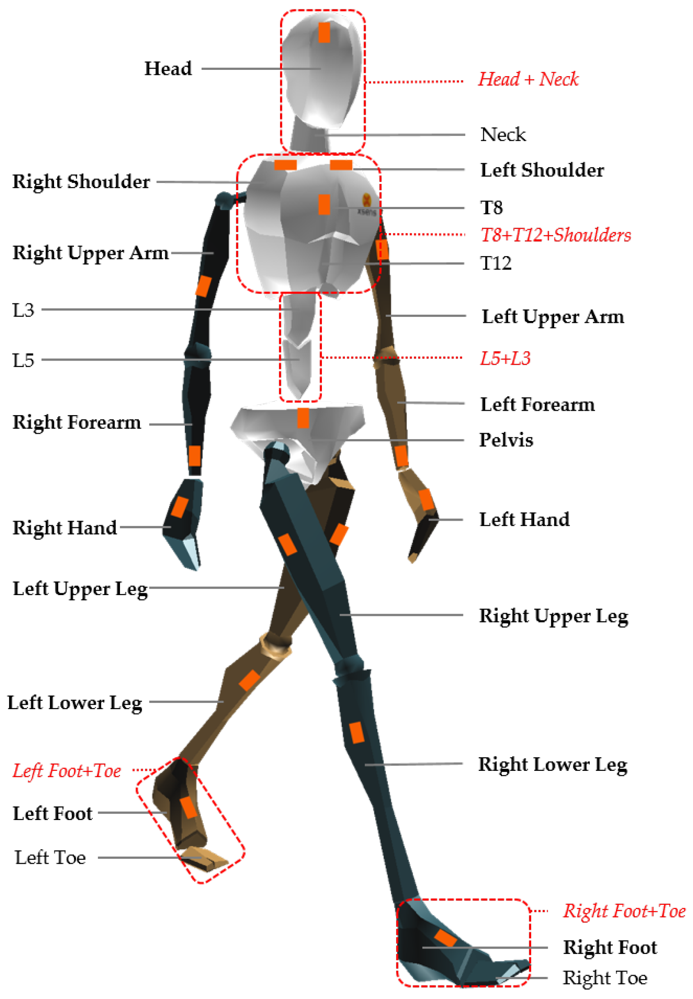 Head
Head + Neck
Neck
Left Shoulder
Right Shoulder
T8
xsens
T8+T12+Shoulders
Right Upper Arm
T12
L3
Left Upper Arm
L5
L5+L3
Left Forearm
Right Forearm
Pelvis
Left Hand
Right Hand
Left Upper Leg
Right Upper Leg
Left Lower Leg
Right Lower Leg
Left Foot+Toe
Left Foot
Left Toe
Right Foot+Toe
Right Foot
Right Toe